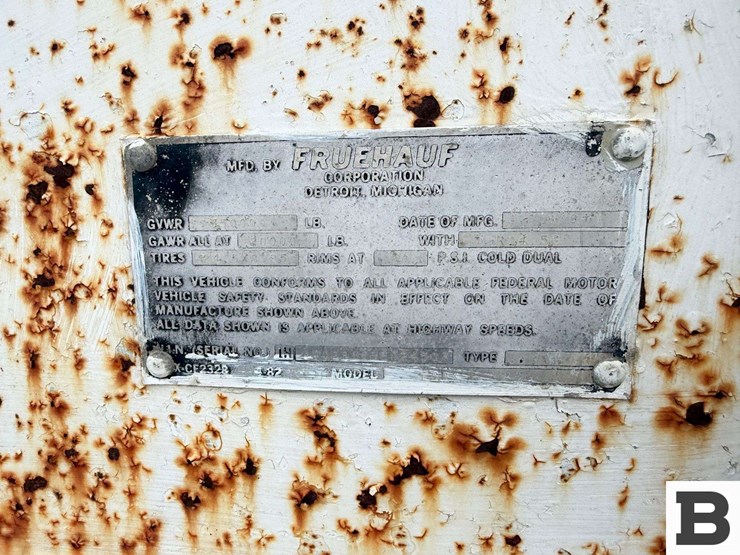 MFD. BY FRUEHAUF
CORPORATION
DETROIT, MICHIGAN
GVWR LB. DATE OF MFG.
GAWR ALL AT LB. WITH
TIRES RIMS AT P.S.I. COLD DUAL
THIS VEHICLE CONFORMS TO ALL APPLICABLE FEDERAL MOTOR
VEHICLE SAFETY STANDARDS IN EFFECT ON THE DATE OF
MANUFACTURE SHOWN ABOVE.
ALL DATA SHOWN IS APPLICABLE AT HIGHWAY SPEEDS.
V.I.N. (SERIAL NO.) 1H TYPE
MODEL
B